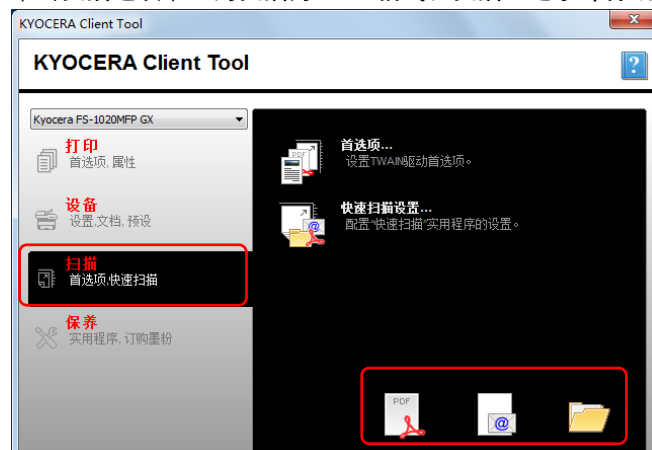 KYOCERA Client Tool
KYOCERA Client Tool
?
Kyocera FS-1020MFP GX
打印
首选项, 属性
设备
设置,文档, 预设
扫描
首选项,快速扫描
保养
实用程序, 订购墨粉
PDF
首选项...
设置TWAIN驱动首选项。
@
快速扫描设置...
配置“快速扫描”实用程序的设置。
PDF
@